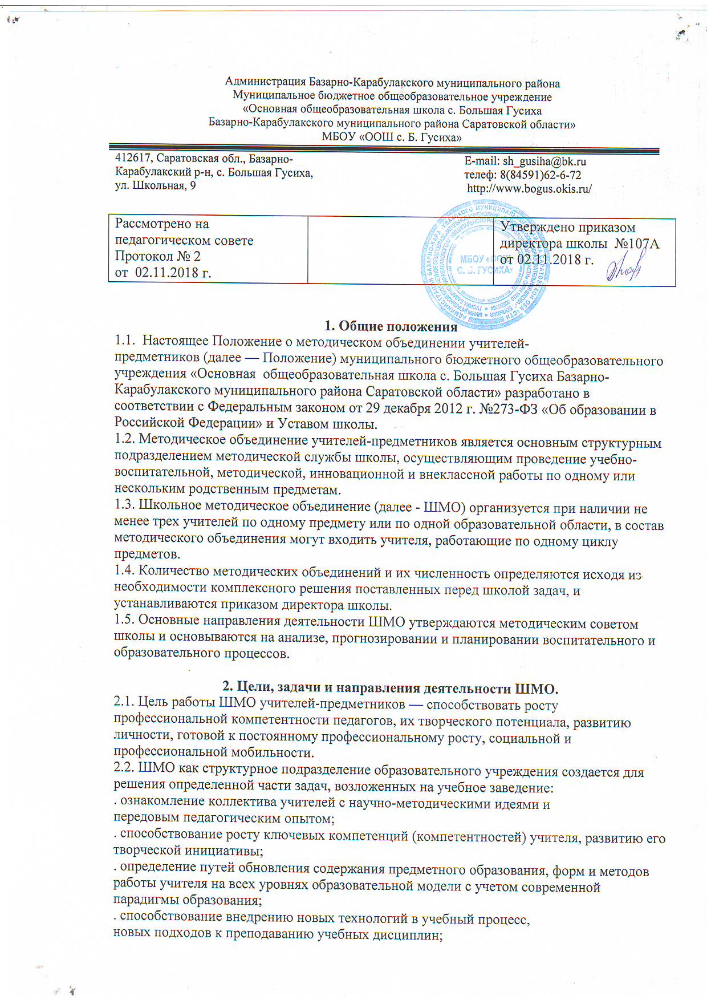 Администрация Базарно-Карабулакского муниципального района
Муниципальное бюджетное общеобразовательное учреждение
«Основная общеобразовательная школа с. Большая Гусиха
Базарно-Карабулакского муниципального района Саратовской области»
МБОУ «ООШ с. Б. Гусиха»
412617, Саратовская обл., Базарно-
Карабулакский р-н, с. Большая Гусиха,
ул. Школьная, 9
E-mail: sh_gusiha@bk.ru
телеф: 8(84591)62-6-72
http://www.bogus.okis.ru/
Рассмотрено на
педагогическом совете
Протокол № 2
от 02.11.2018 г.
МБОУ «ООШ
С. Б. ГУСИХА»
Утверждено приказом
директора школы №107А
от 02.11.2018 г.
1. Общие положения
1.1. Настоящее Положение о методическом объединении учителей-
предметников (далее — Положение) муниципального бюджетного общеобразовательного
учреждения «Основная общеобразовательная школа с. Большая Гусиха Базарно-
Карабулакского муниципального района Саратовской области» разработано в
соответствии с Федеральным законом от 29 декабря 2012 г. №273-ФЗ «Об образовании в
Российской Федерации» и Уставом школы.
1.2. Методическое объединение учителей-предметников является основным структурным
подразделением методической службы школы, осуществляющим проведение учебно-
воспитательной, методической, инновационной и внеклассной работы по одному или
нескольким родственным предметам.
1.3. Школьное методическое объединение (далее - ШМО) организуется при наличии не
менее трех учителей по одному предмету или по одной образовательной области, в состав
методического объединения могут входить учителя, работающие по одному циклу
предметов.
1.4. Количество методических объединений и их численность определяются исходя из
необходимости комплексного решения поставленных перед школой задач, и
устанавливаются приказом директора школы.
1.5. Основные направления деятельности ШМО утверждаются методическим советом
школы и основываются на анализе, прогнозировании и планировании воспитательного и
образовательного процессов.
2. Цели, задачи и направления деятельности ШМО.
2.1. Цель работы ШМО учителей-предметников — способствовать росту
профессиональной компетентности педагогов, их творческого потенциала, развитию
личности, готовой к постоянному профессиональному росту, социальной и
профессиональной мобильности.
2.2. ШМО как структурное подразделение образовательного учреждения создается для
решения определенной части задач, возложенных на учебное заведение:
. ознакомление коллектива учителей с научно-методическими идеями и
передовым педагогическим опытом;
. способствование росту ключевых компетенций (компетентностей) учителя, развитию его
творческой инициативы;
. определение путей обновления содержания предметного образования, форм и методов
работы учителя на всех уровнях образовательной модели с учетом современной
парадигмы образования;
. способствование внедрению новых технологий в учебный процесс,
новых подходов к преподаванию учебных дисциплин;